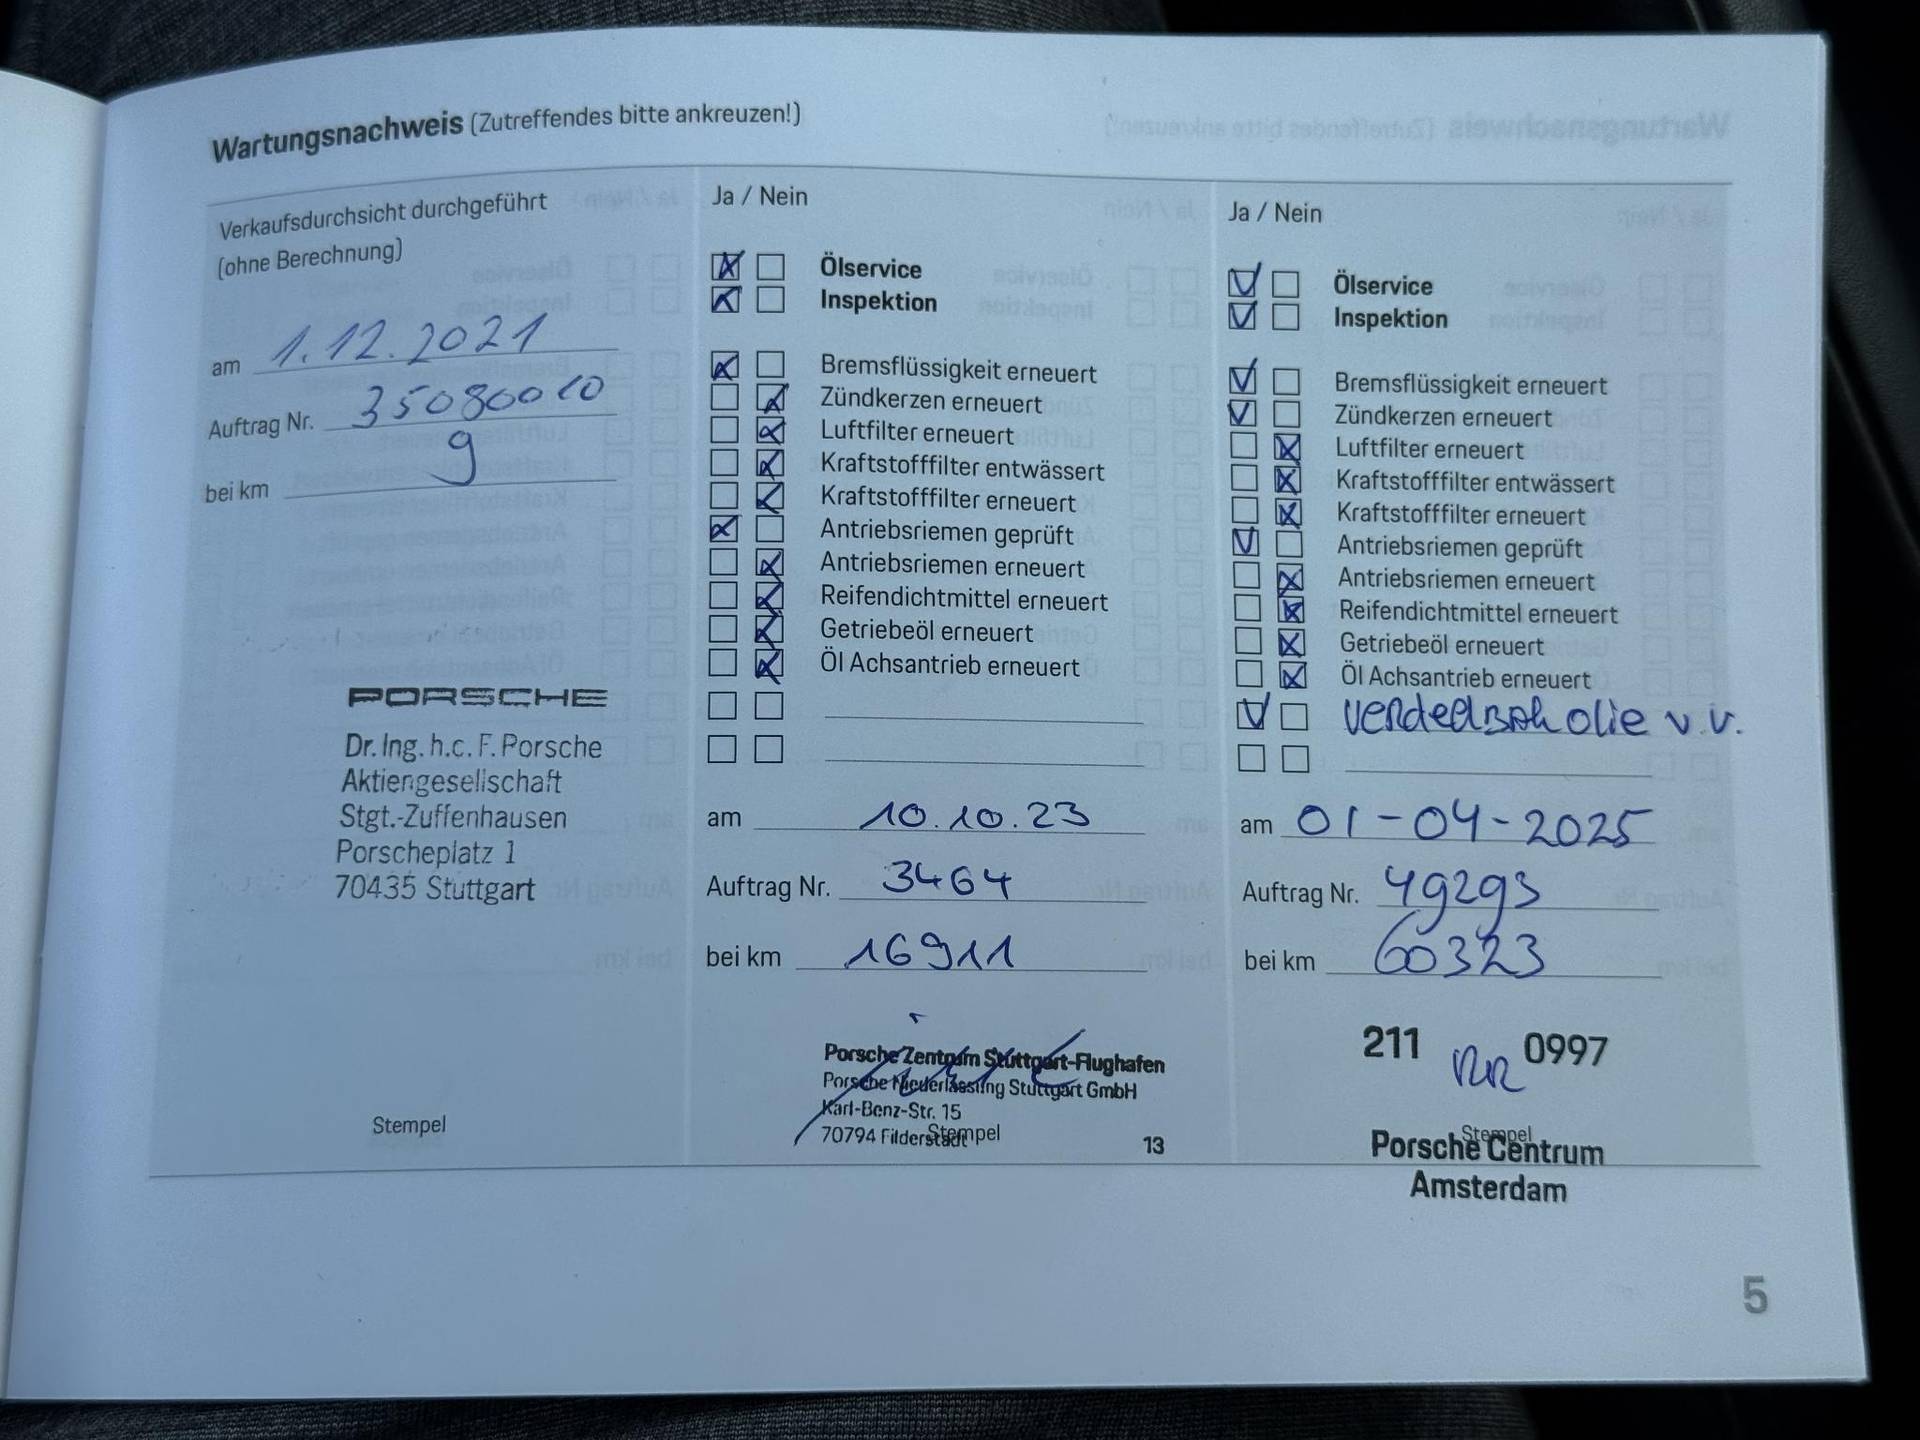 Wartungsnachweis (Zutreffendes bitte ankreuzen!)
Verkaufsdurchsicht durchgeführt
(ohne Berechnung)
am 1.12.2021
Auftrag Nr. 35080010
bei km 9
PORSCHE
Dr. Ing. h.c. F. Porsche
Aktiengesellschaft
Stgt.-Zuffenhausen
Porscheplatz 1
70435 Stuttgart
Stempel
Ja / Nein
Ölservice
Inspektion
Bremsflüssigkeit erneuert
Zündkerzen erneuert
Luftfilter erneuert
Kraftstofffilter entwässert
Kraftstofffilter erneuert
Antriebsriemen geprüft
Antriebsriemen erneuert
Reifendichtmittel erneuert
Getriebeöl erneuert
Öl Achsantrieb erneuert
am 10.10.23
Auftrag Nr. 3464
bei km 16911
Porsche Zentrum Stuttgart-Flughafen
Porsche Niederlassung Stuttgart GmbH
Karl-Benz-Str. 15
70794 Filderstadt
Stempel
13
Ja / Nein
Ölservice
Inspektion
Bremsflüssigkeit erneuert
Zündkerzen erneuert
Luftfilter erneuert
Kraftstofffilter entwässert
Kraftstofffilter erneuert
Antriebsriemen geprüft
Antriebsriemen erneuert
Reifendichtmittel erneuert
Getriebeöl erneuert
Öl Achsantrieb erneuert
olie v.v.
am 01-04-2025
Auftrag Nr. 49293
bei km 60323
211 0997
Stempel
Porsche Centrum
Amsterdam
5